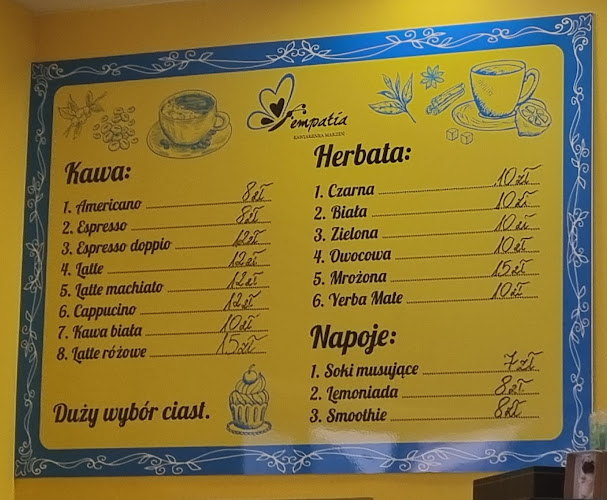 empatia
KAWIARENKA MARZEŃ
Kawa:
1. Americano 8zł
2. Espresso 8zł
3. Espresso doppio 12zł
4. Latte 12zł
5. Latte machiato 12zł
6. Cappucino 12zł
7. Kawa biała 10zł
8. Latte różowe 15zł
Duży wybór ciast.
Herbata:
1. Czarna 10zł
2. Biała 10zł
3. Zielona 10zł
4. Owocowa 10zł
5. Mrożona 15zł
6. Yerba Mate 10zł
Napoje:
1. Soki musujące 7zł
2. Lemoniada 8zł
3. Smoothie 8zł